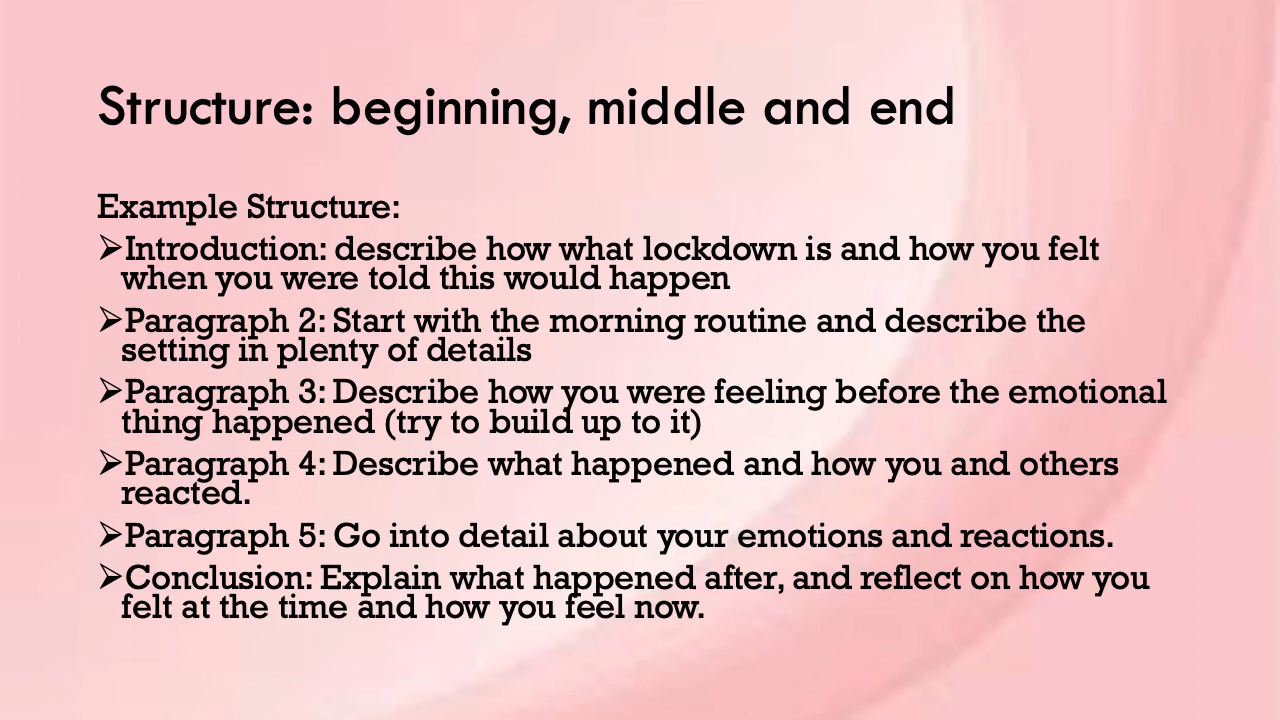 Structure: beginning, middle and end
Example Structure:
➢Introduction: describe how what lockdown is and how you felt
when you were told this would happen
➢Paragraph 2: Start with the morning routine and describe the
setting in plenty of details
➢Paragraph 3: Describe how you were feeling before the emotional
thing happened (try to build up to it)
➢Paragraph 4: Describe what happened and how you and others
reacted.
➢Paragraph 5: Go into detail about your emotions and reactions.
➢Conclusion: Explain what happened after, and reflect on how you
felt at the time and how you feel now.